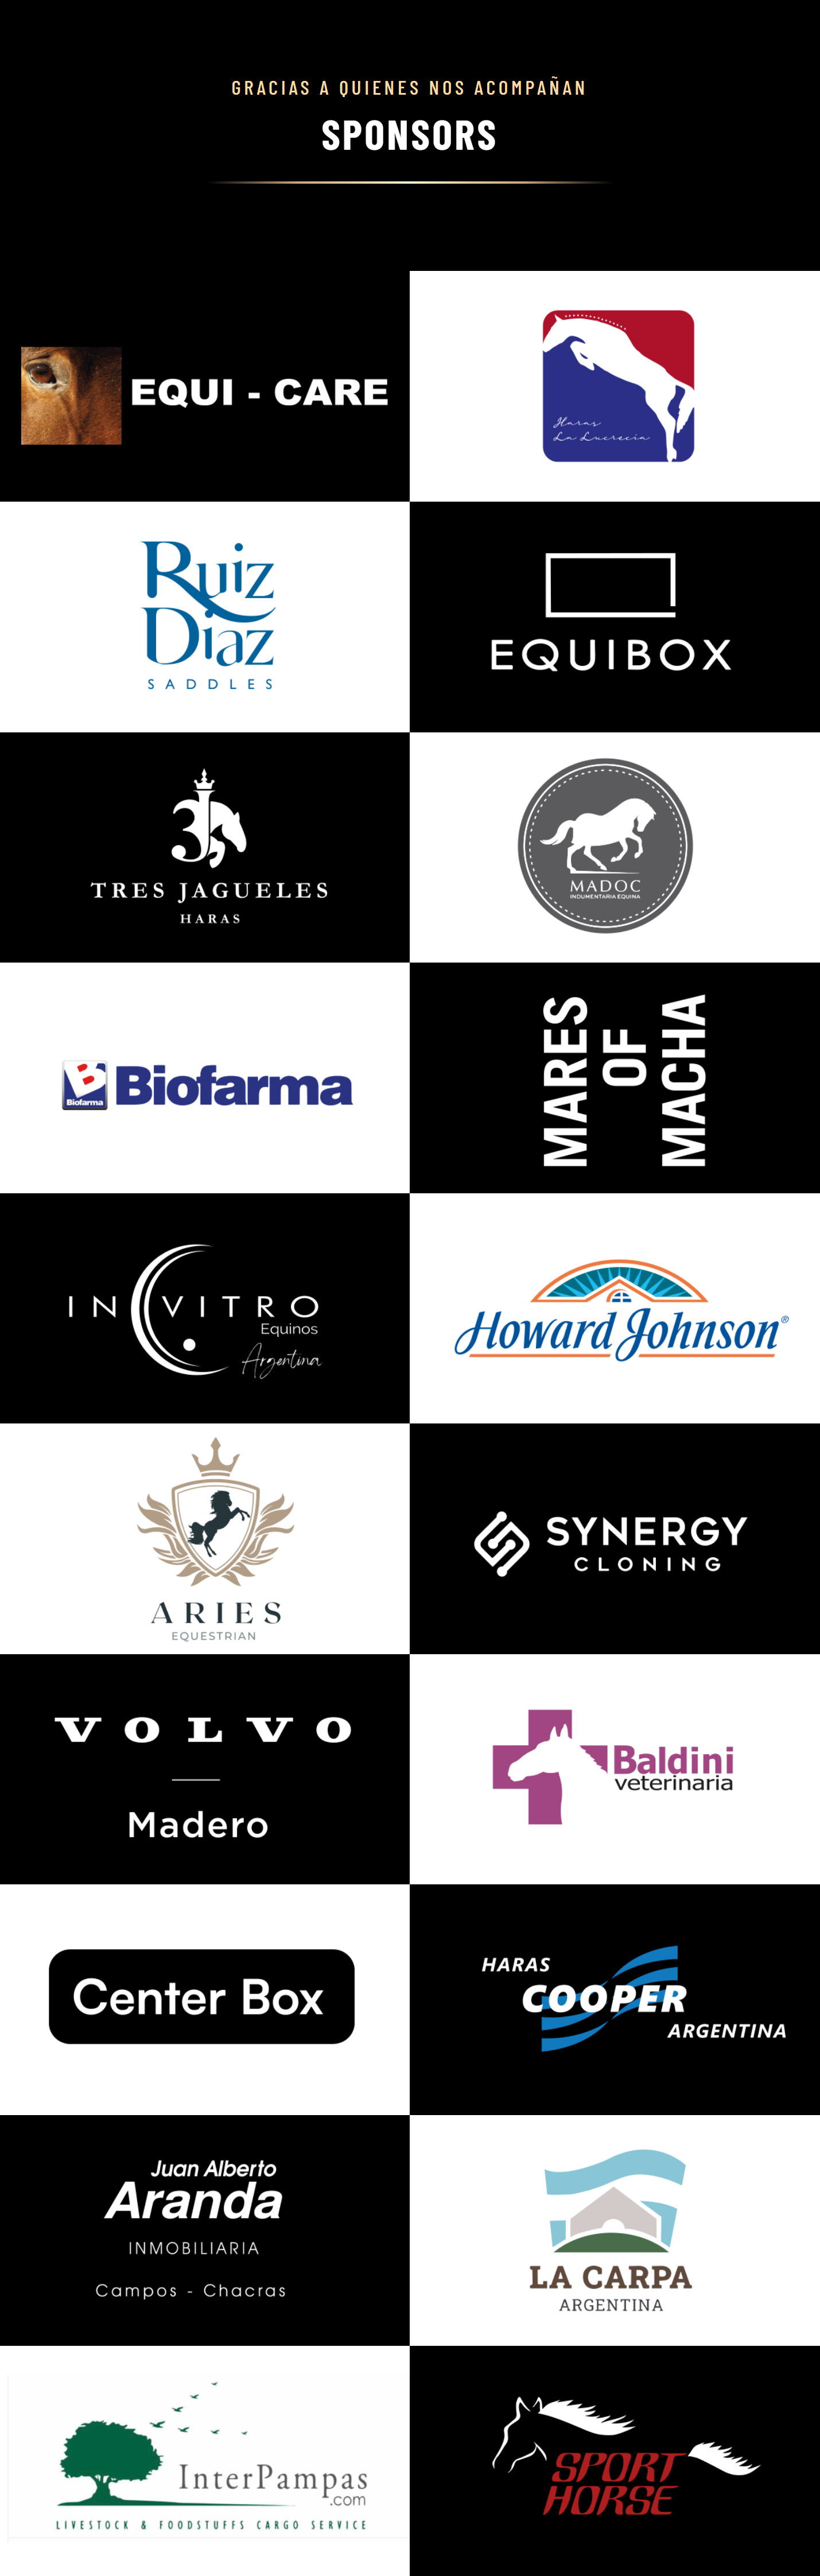 GRACIAS A QUIENES NOS ACOMPAÑAN
SPONSORS
EQUI - CARE
Haras
La Lucrecia
Ruiz
Diaz
SADDLES
EQUIBOX
3
TRES JAGUELES
HARAS
MADOC
INDUMENTARIA EQUINA
B
Biofarma
Biofarma
MARES
OF
MACHA
IN VITRO
Equinos
Argentina
Howard Johnson®
ARIES
EQUESTRIAN
SYNERGY
CLONING
VOLVO
Madero
Baldini
veterinaria
Center Box
HARAS
COOPER
ARGENTINA
Juan Alberto
Aranda
INMOBILIARIA
Campos - Chacras
LA CARPA
ARGENTINA
InterPampas
.com
LIVESTOCK & FOODSTUFFS CARGO SERVICE
SPORT
HORSE